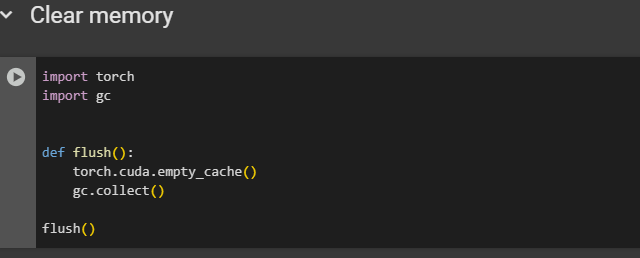 Clear memory
import torch
import gc
def flush():
    torch.cuda.empty_cache()
    gc.collect()
flush()